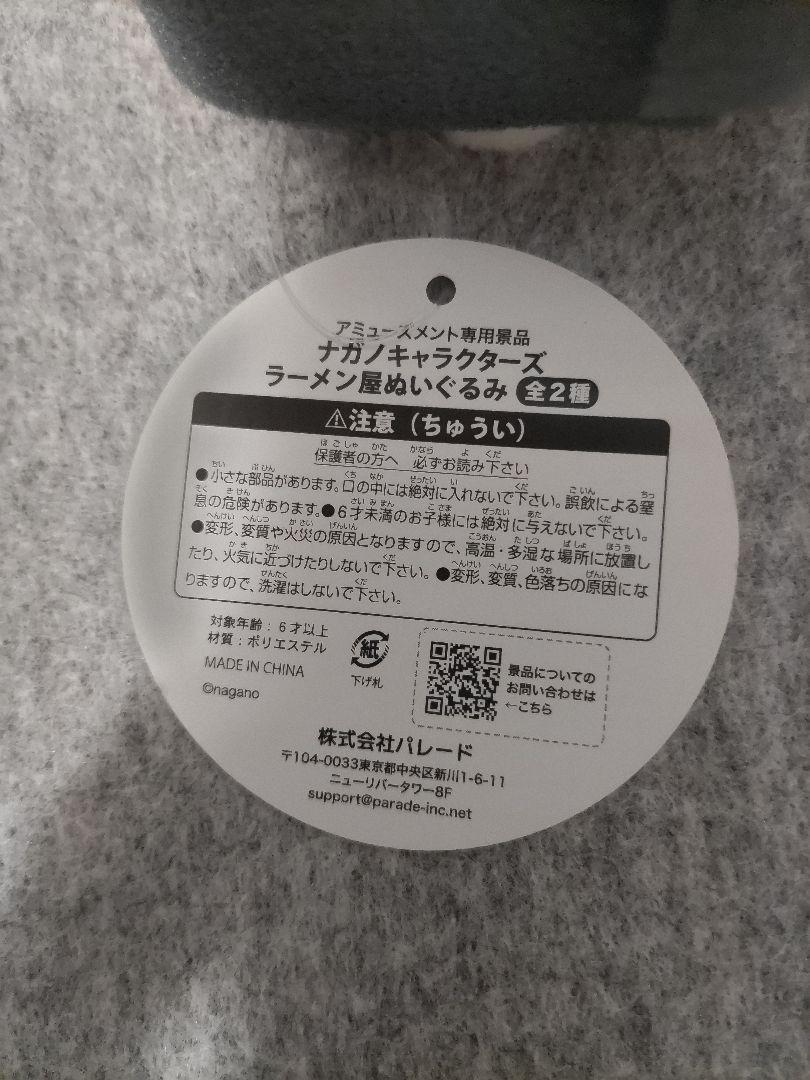 アミューズメント専用景品
ナガノキャラクターズ
ラーメン屋ぬいぐるみ 全2種
⚠注意（ちゅうい）
保護者の方へ 必ずお読み下さい
●小さな部品があります。口の中には絶対に入れないで下さい。誤飲による窒
息の危険があります。●6才未満のお子様には絶対に与えないで下さい。
●変形、変質や火災の原因となりますので、高温・多湿な場所に放置し
たり、火気に近づけたりしないで下さい。●変形、変質、色落ちの原因にな
りますので、洗濯はしないで下さい。
対象年齢：6才以上
材質：ポリエステル
MADE IN CHINA
©nagano
紙
下げ札
景品についての
お問い合わせは
←こちら
株式会社パレード
〒104-0033東京都中央区新川1-6-11
ニューリバータワー8F
support@parade-inc.net